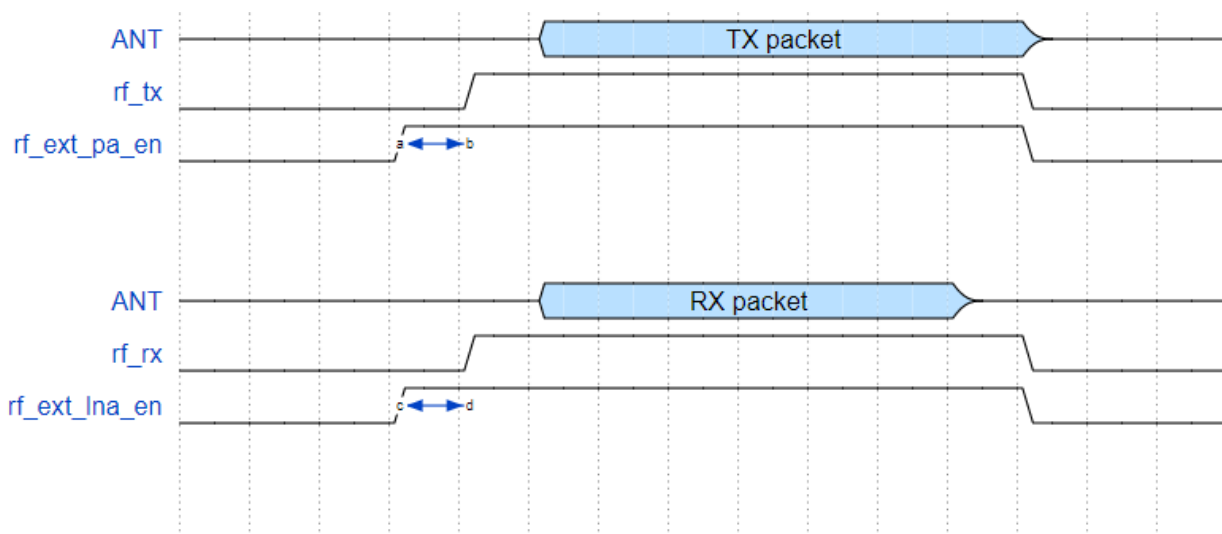 ANT TX packet
rf_tx
rf_ext_pa_en a b
ANT RX packet
rf_rx
rf_ext_lna_en c d